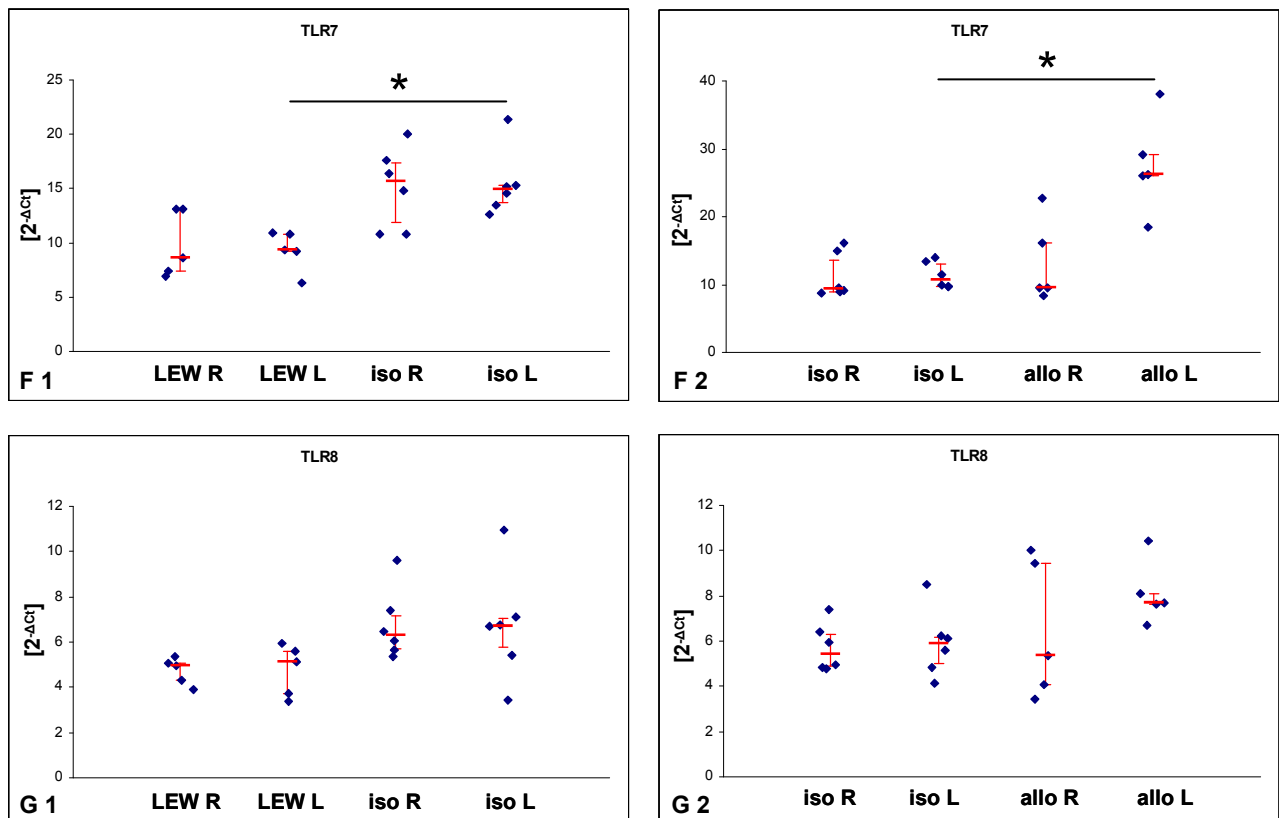 TLR7
25
*
20
15
10
5
0
[2-ΔCt]
LEW R LEW L iso R iso L
F 1
TLR7
40
*
30
20
10
0
[2-ΔCt]
iso R iso L allo R allo L
F 2
TLR8
12
10
8
6
4
2
0
[2-ΔCt]
LEW R LEW L iso R iso L
G 1
TLR8
12
10
8
6
4
2
0
[2-ΔCt]
iso R iso L allo R allo L
G 2